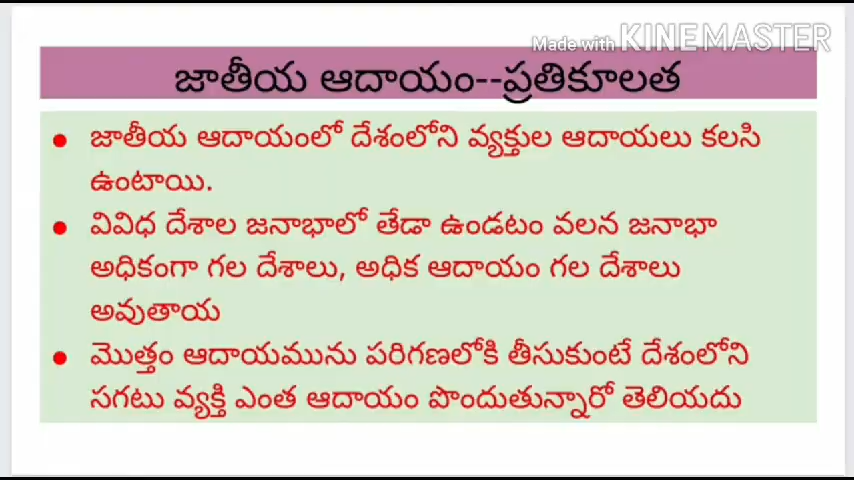 Made with KINEMASTER
జాతీయ ఆదాయం--ప్రతికూలత
• జాతీయ ఆదాయంలో దేశంలోని వ్యక్తుల ఆదాయలు కలసి
ఉంటాయి.
• వివిధ దేశాల జనాభాలో తేడా ఉండటం వలన జనాభా
అధికంగా గల దేశాలు, అధిక ఆదాయం గల దేశాలు
అవుతాయ
• మొత్తం ఆదాయమును పరిగణలోకి తీసుకుంటే దేశంలోని
సగటు వ్యక్తి ఎంత ఆదాయం పొందుతున్నారో తెలియదు